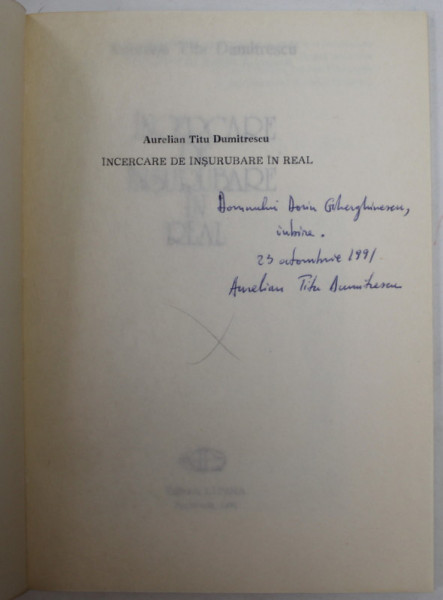 Aurelian Titu Dumitrescu
ÎNCERCARE DE ÎNȘURUBARE ÎN REAL
Domnului Dorin Gherghinescu,
iubire.
23 octombrie 1991
Aurelian Titu Dumitrescu